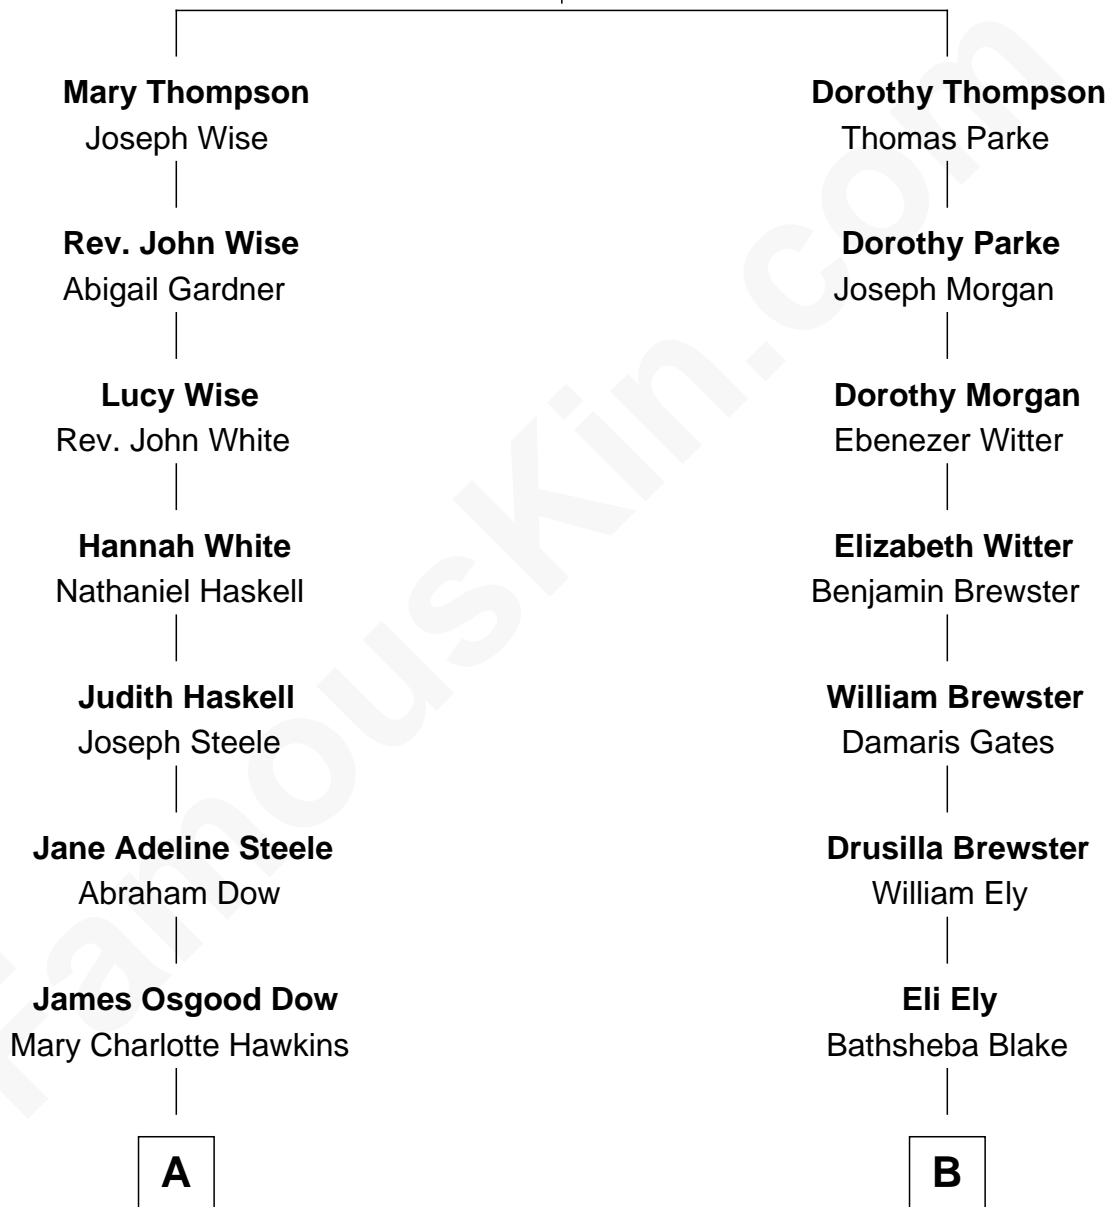 Mary Thompson
Joseph Wise
Dorothy Thompson
Thomas Parke
Rev. John Wise
Abigail Gardner
Dorothy Parke
Joseph Morgan
Lucy Wise
Rev. John White
Dorothy Morgan
Ebenezer Witter
Hannah White
Nathaniel Haskell
Elizabeth Witter
Benjamin Brewster
Judith Haskell
Joseph Steele
William Brewster
Damaris Gates
Jane Adeline Steele
Abraham Dow
Drusilla Brewster
William Ely
James Osgood Dow
Mary Charlotte Hawkins
Eli Ely
Bathsheba Blake
A
B
FamousKin.com